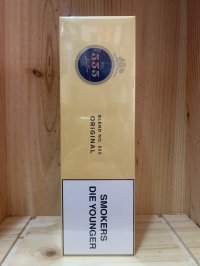 555
BLEND NO. 555
ORIGINAL
SMOKERS
DIE YOUNGER